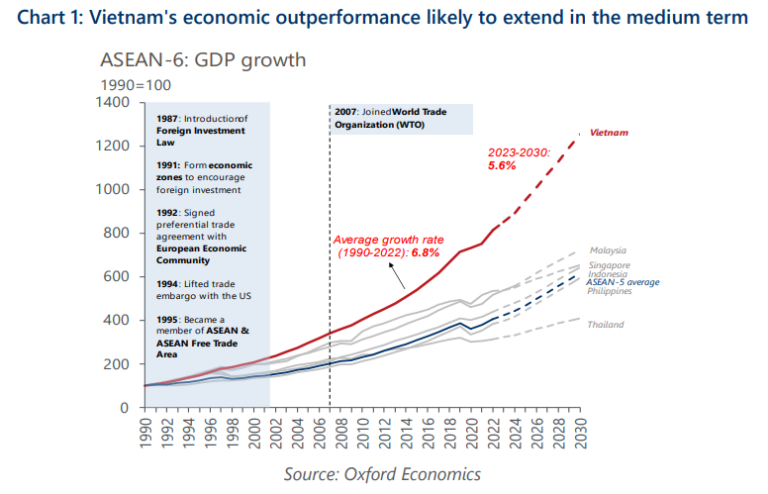 Chart 1: Vietnam's economic outperformance likely to extend in the medium term
ASEAN-6: GDP growth
1990=100
1400
1200
1000
800
600
400
200
0
1987: Introductionof
Foreign Investment
Law
1991: Form economic
zones to encourage
foreign investment
1992: Signed
preferential trade
agreement with
European Economic
Community
1994: Lifted trade
embargo with the US
1995: Became a
member of ASEAN &
ASEAN Free Trade
Area
2007: Joined World Trade
Organization (WTO)
Average growth rate
(1990-2022): 6.8%
2023-2030:
5.6%
Vietnam
Malaysia
Singapore
Indonesia
ASEAN-5 average
Philippines
Thailand
1990
1992
1994
1996
1998
2000
2002
2004
2006
2008
2010
2012
2014
2016
2018
2020
2022
2024
2026
2028
2030
Source: Oxford Economics